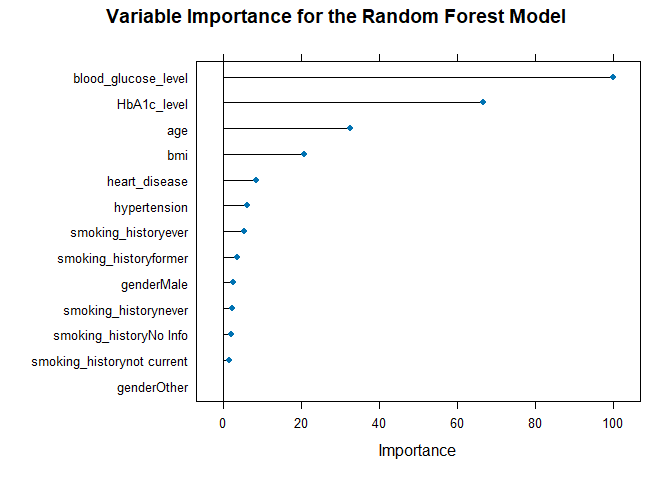 Variable Importance for the Random Forest Model
blood_glucose_level
HbA1c_level
age
bmi
heart_disease
hypertension
smoking_historyever
smoking_historyformer
genderMale
smoking_historynever
smoking_historyNo Info
smoking_historynot current
genderOther
0 20 40 60 80 100
Importance